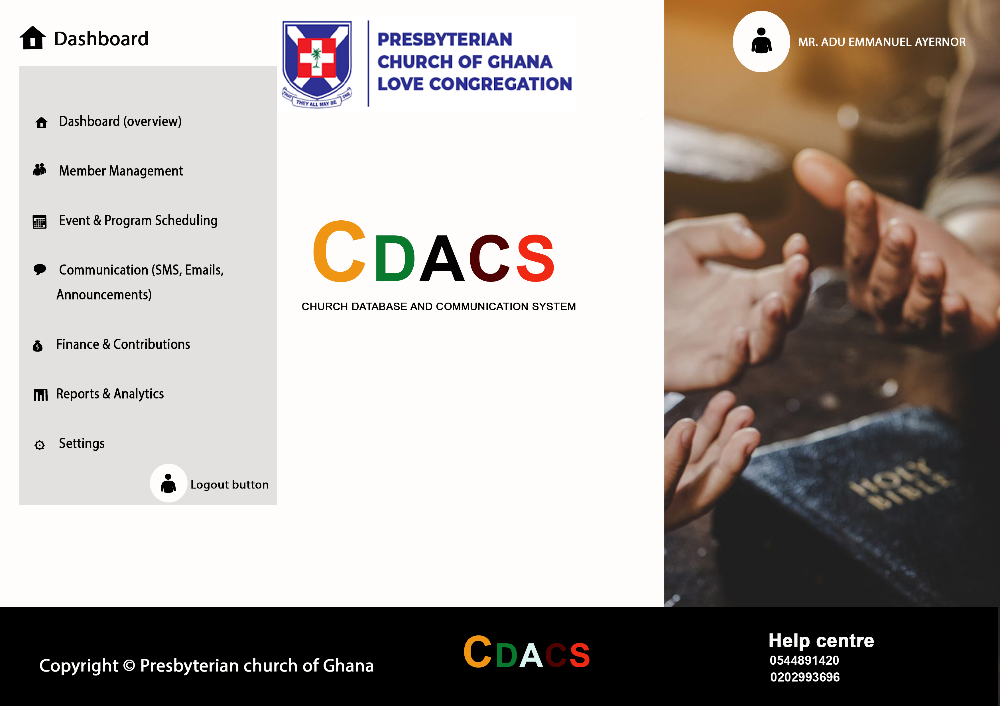 Dashboard
PRESBYTERIAN
CHURCH OF GHANA
LOVE CONGREGATION
THAT THEY ALL MAY BE ONE
MR. ADU EMMANUEL AYERNOR
Dashboard (overview)
Member Management
Event & Program Scheduling
Communication (SMS, Emails,
Announcements)
Finance & Contributions
Reports & Analytics
Settings
Logout button
CDACS
CHURCH DATABASE AND COMMUNICATION SYSTEM
HOLY
BIBLE
Copyright © Presbyterian church of Ghana
CDACS
Help centre
0544891420
0202993696